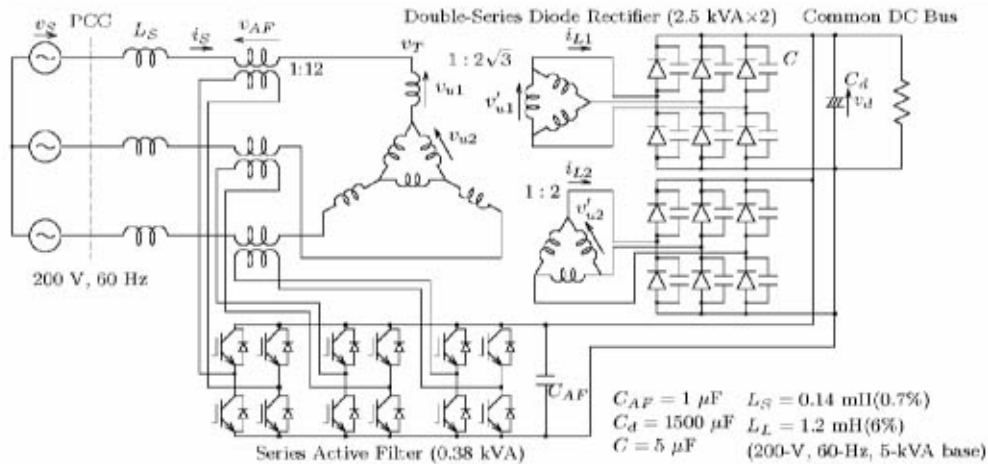 v_S
PCC
L_S
i_S
v_AF
1:12
v_T
v_u1
v_u2
Double-Series Diode Rectifier (2.5 kVA×2)
Common DC Bus
1 : 2√3
i_L1
v'_u1
C
C_d
v_d
i_L2
1 : 2
v'_u2
200 V, 60 Hz
C_AF
Series Active Filter (0.38 kVA)
C_AF = 1 μF L_S = 0.14 mH(0.7%)
C_d = 1500 μF L_L = 1.2 mH(6%)
C = 5 μF (200-V, 60-Hz, 5-kVA base)